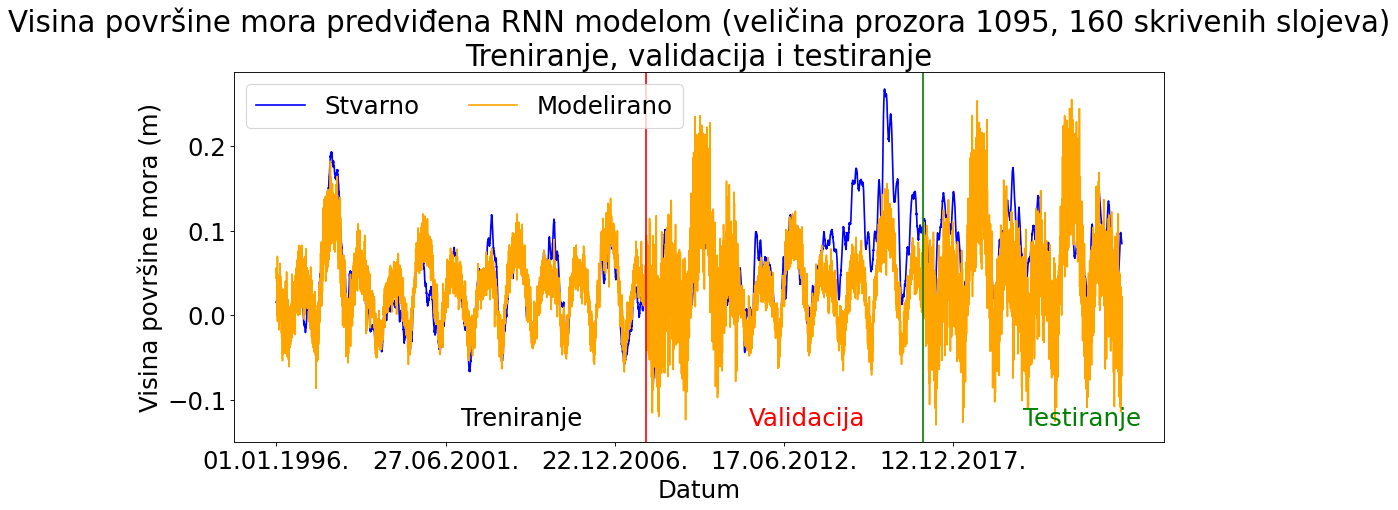 Visina površine mora predviđena RNN modelom (veličina prozora 1095, 160 skrivenih slojeva)
Treniranje, validacija i testiranje
Stvarno
Modelirano
Visina površine mora (m)
0.2
0.1
0.0
−0.1
Treniranje
Validacija
Testiranje
01.01.1996.
27.06.2001.
22.12.2006.
17.06.2012.
12.12.2017.
Datum